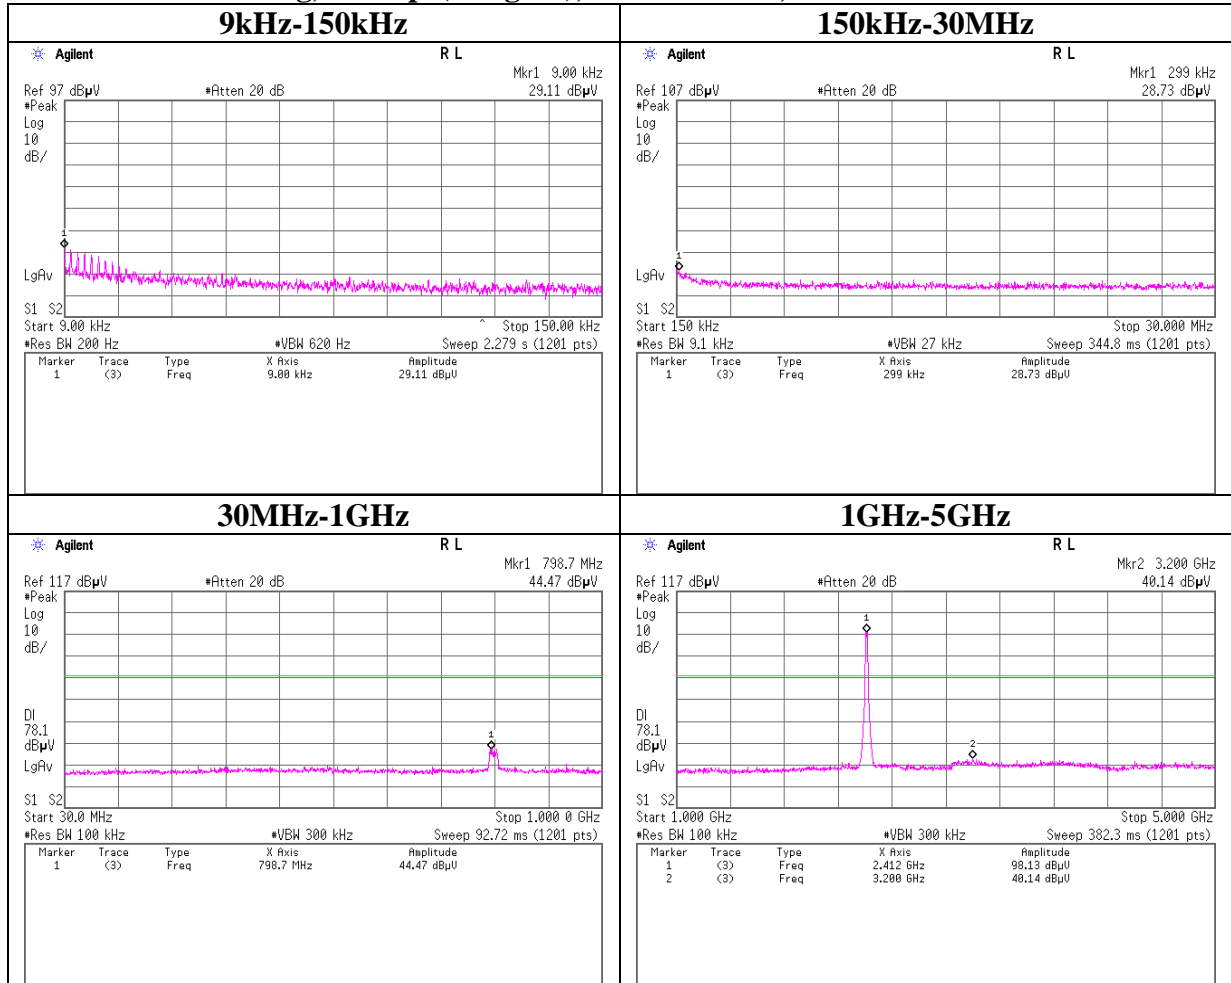 9kHz-150kHz
Agilent R L
Mkr1 9.00 kHz
Ref 97 dBµV #Atten 20 dB 29.11 dBµV
#Peak
Log
10
dB/
1
LgAv
S1 S2
Start 9.00 kHz ^ Stop 150.00 kHz
#Res BW 200 Hz #VBW 620 Hz Sweep 2.279 s (1201 pts)
Marker Trace Type X Axis Amplitude
1 (3) Freq 9.00 kHz 29.11 dBµV
150kHz-30MHz
Agilent R L
Mkr1 299 kHz
Ref 107 dBµV #Atten 20 dB 28.73 dBµV
#Peak
Log
10
dB/
1
LgAv
S1 S2
Start 150 kHz Stop 30.000 MHz
#Res BW 9.1 kHz #VBW 27 kHz Sweep 344.8 ms (1201 pts)
Marker Trace Type X Axis Amplitude
1 (3) Freq 299 kHz 28.73 dBµV
30MHz-1GHz
Agilent R L
Mkr1 798.7 MHz
Ref 117 dBµV #Atten 20 dB 44.47 dBµV
#Peak
Log
10
dB/
DI
78.1
dBµV
1
LgAv
S1 S2
Start 30.0 MHz Stop 1.000 0 GHz
#Res BW 100 kHz #VBW 300 kHz Sweep 92.72 ms (1201 pts)
Marker Trace Type X Axis Amplitude
1 (3) Freq 798.7 MHz 44.47 dBµV
1GHz-5GHz
Agilent R L
Mkr2 3.200 GHz
Ref 117 dBµV #Atten 20 dB 40.14 dBµV
#Peak
Log
1
10
dB/
DI
78.1
dBµV
2
LgAv
S1 S2
Start 1.000 GHz Stop 5.000 GHz
#Res BW 100 kHz #VBW 300 kHz Sweep 382.3 ms (1201 pts)
Marker Trace Type X Axis Amplitude
1 (3) Freq 2.412 GHz 98.13 dBµV
2 (3) Freq 3.200 GHz 40.14 dBµV